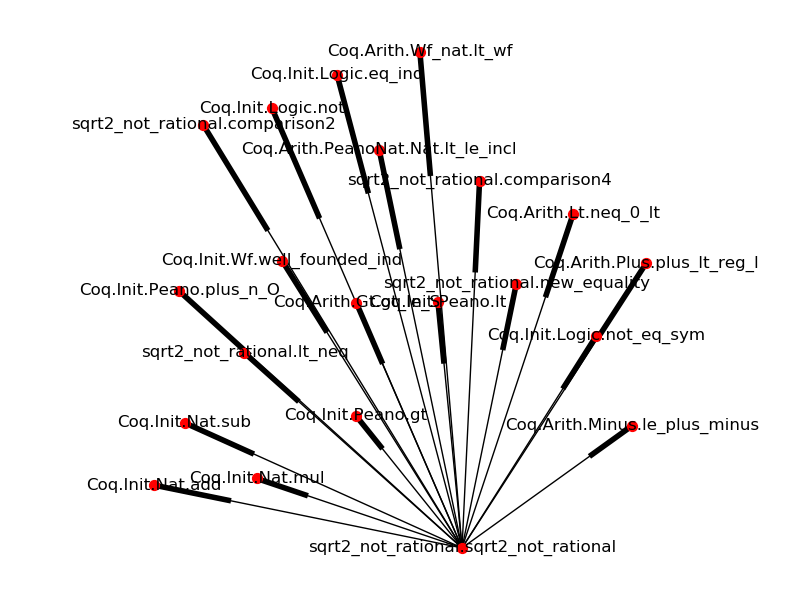 Coq.Arith.Wf_nat.lt_wf
Coq.Init.Logic.eq_ind
Coq.Init.Logic.not
sqrt2_not_rational.comparison2
Coq.Arith.PeanoNat.Nat.lt_le_incl
sqrt2_not_rational.comparison4
Coq.Arith.Lt.neq_0_lt
Coq.Init.Wf.well_founded_ind
Coq.Arith.Plus.plus_lt_reg_l
sqrt2_not_rational.new_equality
Coq.Init.Peano.plus_n_O
Coq.Arith.Gt.gt_le_S
Coq.Init.Peano.lt
Coq.Init.Logic.not_eq_sym
sqrt2_not_rational.lt_neq
Coq.Init.Peano.gt
Coq.Init.Nat.sub
Coq.Arith.Minus.le_plus_minus
Coq.Init.Nat.mul
Coq.Init.Nat.add
sqrt2_not_rational.sqrt2_not_rational